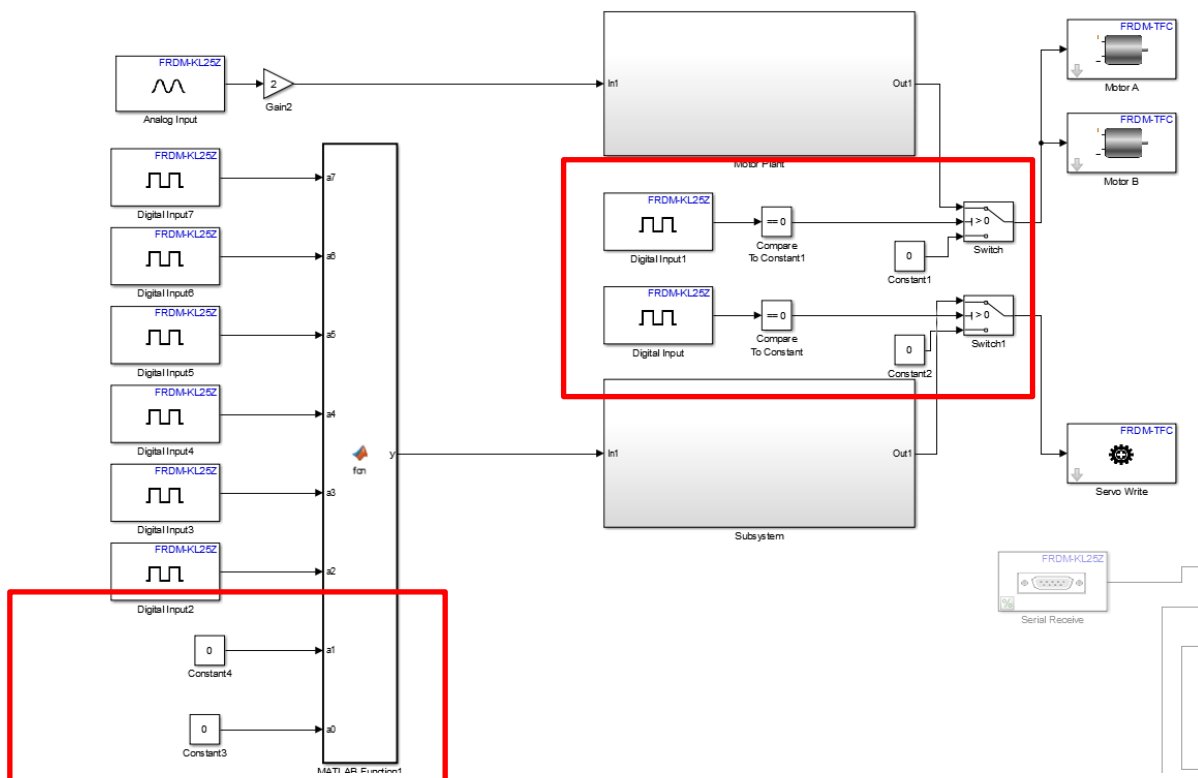 FRDM-KL25Z
Analog Input
2
Gain2
In1
Out1
Motor Plant
FRDM-TFC
Motor A
FRDM-TFC
Motor B
FRDM-KL25Z
Digital Input7
a7
FRDM-KL25Z
Digital Input6
a6
FRDM-KL25Z
Digital Input5
a5
FRDM-KL25Z
Digital Input4
a4
FRDM-KL25Z
Digital Input3
a3
FRDM-KL25Z
Digital Input2
a2
0
Constant4
a1
0
Constant3
a0
fcn
y
MATLAB Function1
FRDM-KL25Z
Digital Input1
== 0
Compare
To Constant1
0
Constant1
> 0
Switch
FRDM-KL25Z
Digital Input
== 0
Compare
To Constant
0
Constant2
> 0
Switch1
In1
Out1
Subsystem
FRDM-TFC
Servo Write
FRDM-KL25Z
Serial Receive